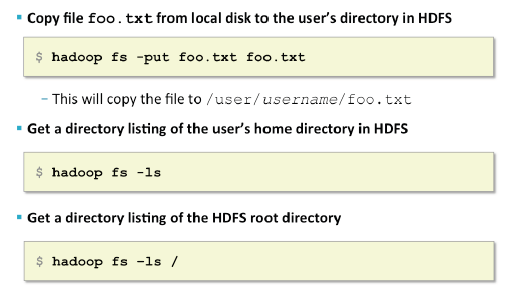 ▪ Copy file foo.txt from local disk to the user's directory in HDFS
$ hadoop fs -put foo.txt foo.txt
– This will copy the file to /user/username/foo.txt
▪ Get a directory listing of the user's home directory in HDFS
$ hadoop fs -ls
▪ Get a directory listing of the HDFS root directory
$ hadoop fs -ls /